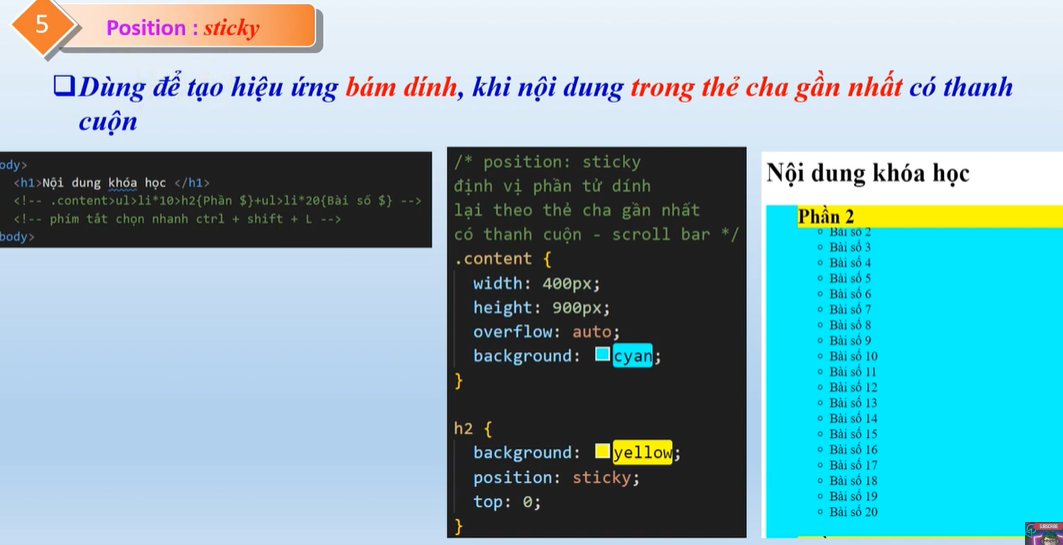 5
Position : sticky
Dùng để tạo hiệu ứng bám dính, khi nội dung trong thẻ cha gần nhất có thanh
cuộn
ody>
<h1>Nội dung khóa học </h1>
<!-- .content>ul>li*10>h2{Phần $}+ul>li*20{Bài số $} -->
<!-- phím tắt chọn nhanh ctrl + shift + L -->
body>
/* position: sticky
định vị phần tử dính
lại theo thẻ cha gần nhất
có thanh cuộn - scroll bar */
.content {
width: 400px;
height: 900px;
overflow: auto;
background: cyan;
}
h2 {
background: yellow;
position: sticky;
top: 0;
}
Nội dung khóa học
Phần 2
Bài số 2
Bài số 3
Bài số 4
Bài số 5
Bài số 6
Bài số 7
Bài số 8
Bài số 9
Bài số 10
Bài số 11
Bài số 12
Bài số 13
Bài số 14
Bài số 15
Bài số 16
Bài số 17
Bài số 18
Bài số 19
Bài số 20